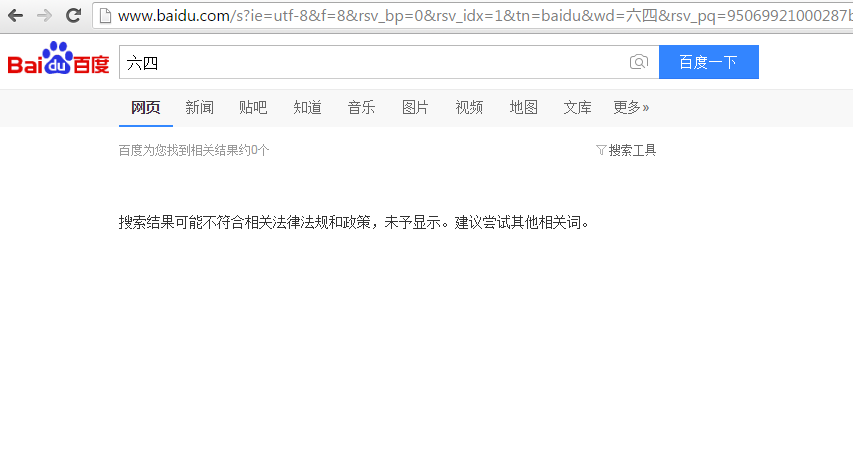 www.baidu.com/s?ie=utf-8&f=8&rsv_bp=0&rsv_idx=1&tn=baidu&wd=六四&rsv_pq=95069921000287b
Bai du 百度 六四 百度一下
网页 新闻 贴吧 知道 音乐 图片 视频 地图 文库 更多»
百度为您找到相关结果约0个 搜索工具
搜索结果可能不符合相关法律法规和政策，未予显示。建议尝试其他相关词。